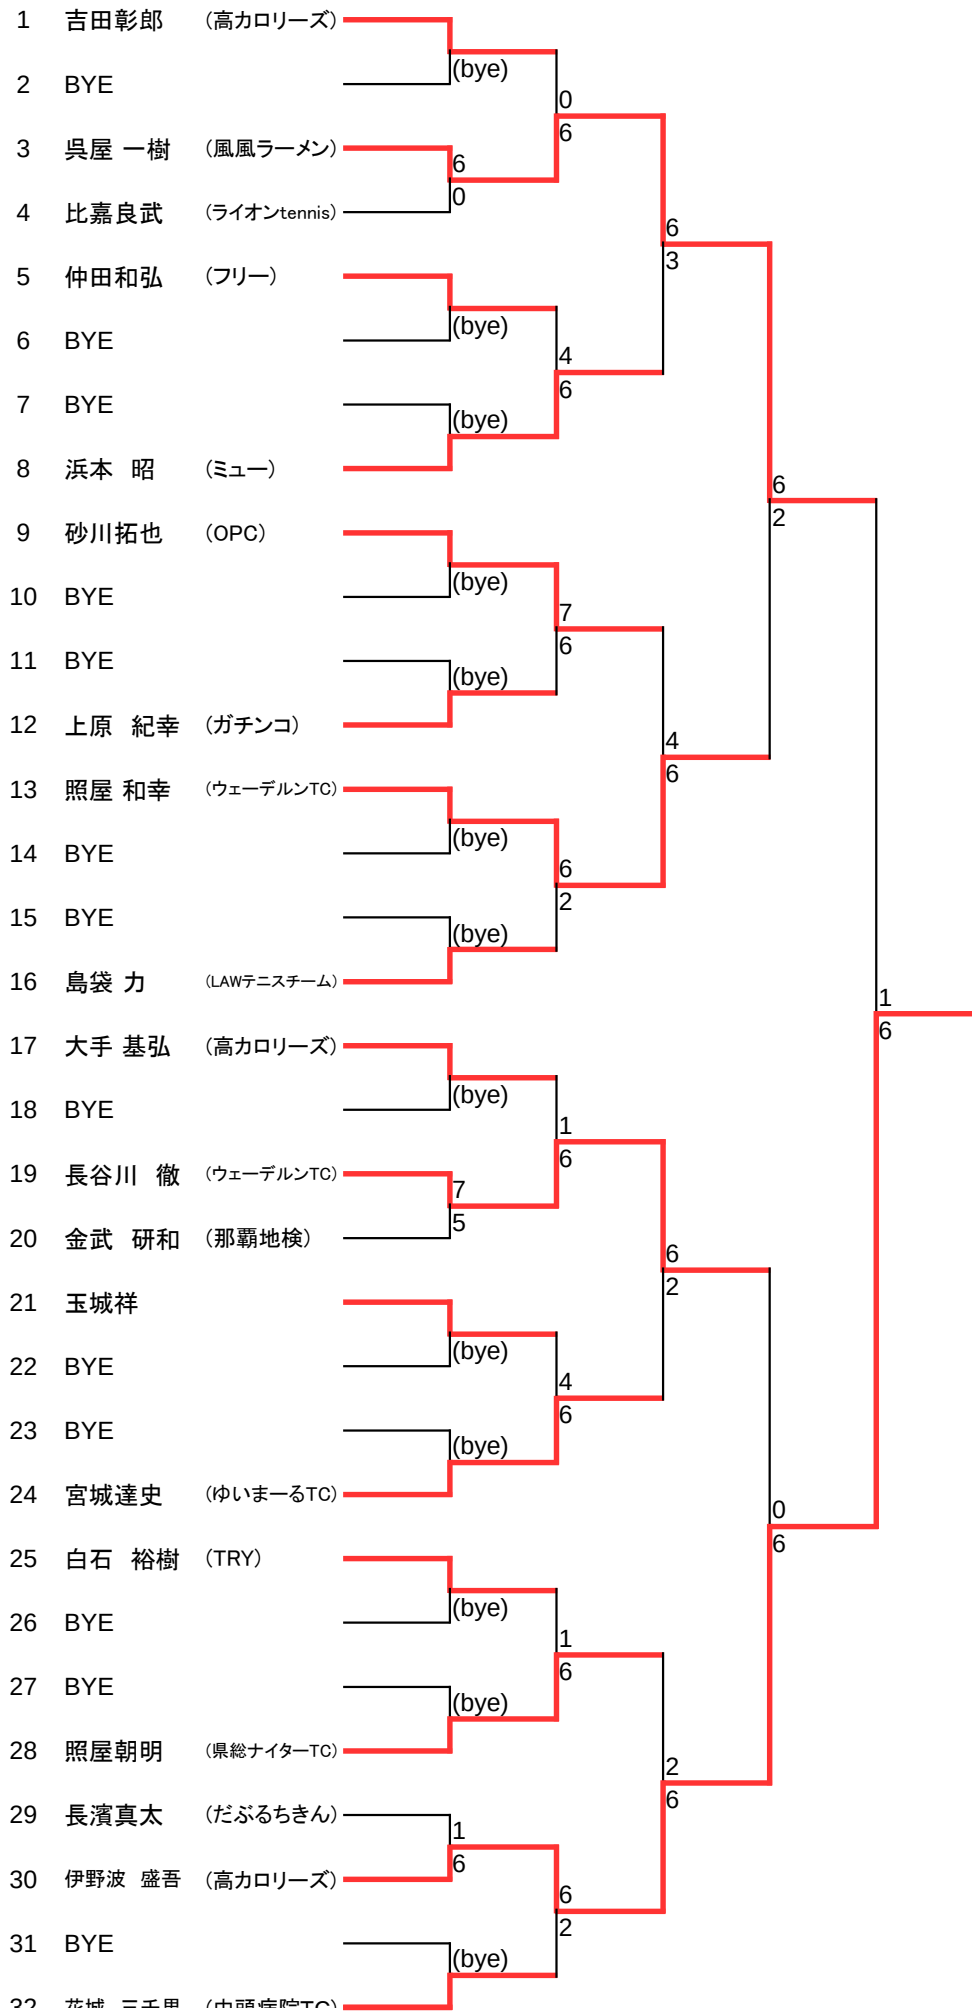 1 吉田彰郎 (高カロリーズ)
(bye)
2 BYE
0
6
3 呉屋 一樹 (風風ラーメン)
6
0
4 比嘉良武 (ライオンtennis)
6
3
5 仲田和弘 (フリー)
(bye)
6 BYE
4
6
7 BYE
(bye)
8 浜本 昭 (ミュー)
6
2
9 砂川拓也 (OPC)
(bye)
10 BYE
7
6
11 BYE
(bye)
12 上原 紀幸 (ガチンコ)
4
6
13 照屋 和幸 (ウェーデルンTC)
(bye)
14 BYE
6
2
15 BYE
(bye)
16 島袋 力 (LAWテニスチーム)
1
6
17 大手 基弘 (高カロリーズ)
(bye)
18 BYE
1
6
19 長谷川 徹 (ウェーデルンTC)
7
5
20 金武 研和 (那覇地検)
6
2
21 玉城祥
(bye)
22 BYE
4
6
23 BYE
(bye)
24 宮城達史 (ゆいまーるTC)
0
6
25 白石 裕樹 (TRY)
(bye)
26 BYE
1
6
27 BYE
(bye)
28 照屋朝明 (県総ナイターTC)
2
6
29 長濱真太 (だぶるちきん)
1
6
30 伊野波 盛吾 (高カロリーズ)
6
2
31 BYE
(bye)
32